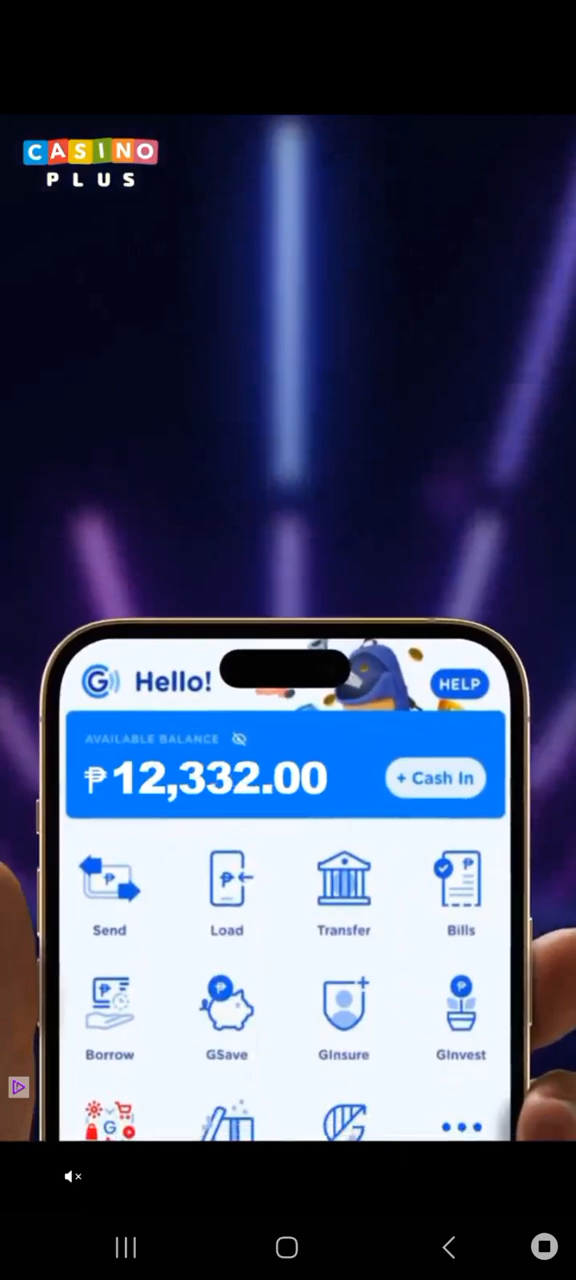 CASINO
PLUS
G Hello!
HELP
AVAILABLE BALANCE
₱12,332.00
+ Cash In
Send
Load
Transfer
Bills
Borrow
GSave
GInsure
GInvest